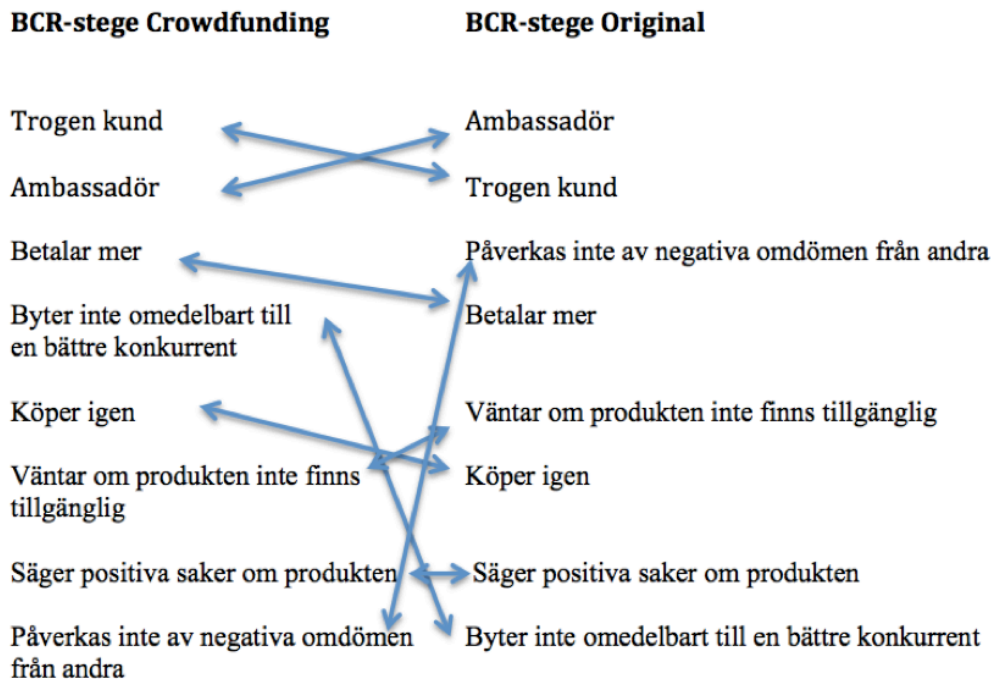 BCR-stege Crowdfunding
Trogen kund
Ambassadör
Betalar mer
Byter inte omedelbart till
en bättre konkurrent
Köper igen
Väntar om produkten inte finns
tillgänglig
Säger positiva saker om produkten
Påverkas inte av negativa omdömen
från andra
BCR-stege Original
Ambassadör
Trogen kund
Påverkas inte av negativa omdömen från andra
Betalar mer
Väntar om produkten inte finns tillgänglig
Köper igen
Säger positiva saker om produkten
Byter inte omedelbart till en bättre konkurrent